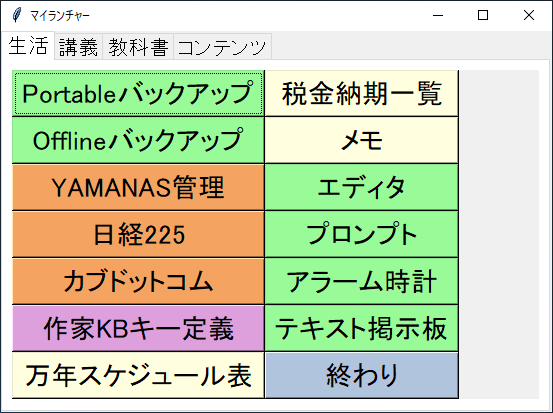 マイランチャー
生活 講義 教科書 コンテンツ
Portableバックアップ 税金納期一覧
Offlineバックアップ メモ
YAMANAS管理 エディタ
日経225 プロンプト
カブドットコム アラーム時計
作家KBキー定義 テキスト掲示板
万年スケジュール表 終わり